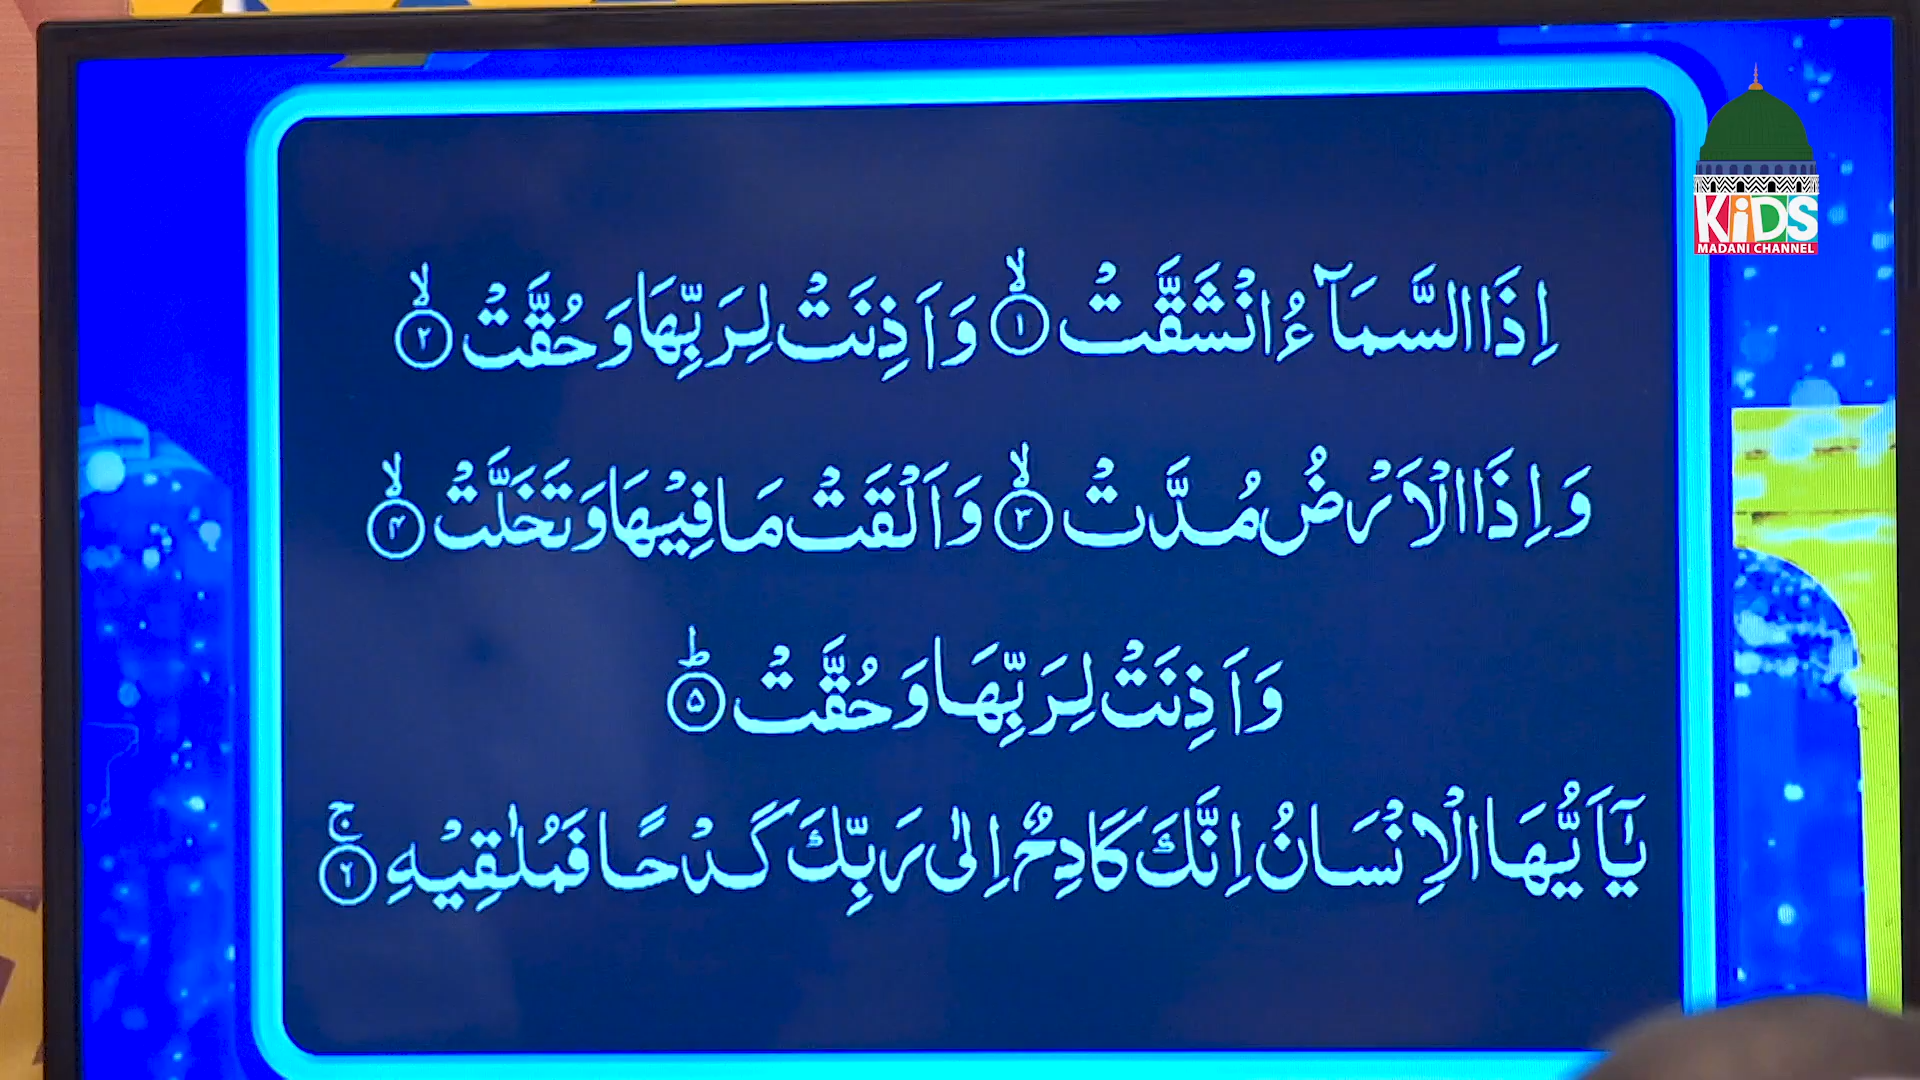 اِذَا السَّمَآءُ انْشَقَّتْ ۙ﴿۱﴾ وَ اَذِنَتْ لِرَبِّهَا وَ حُقَّتْ ۙ﴿۲﴾
وَ اِذَا الْاَرْضُ مُدَّتْ ۙ﴿۳﴾ وَ اَلْقَتْ مَا فِیْهَا وَ تَخَلَّتْ ۙ﴿۴﴾
وَ اَذِنَتْ لِرَبِّهَا وَ حُقَّتْ ؕ﴿۵﴾
یٰۤاَیُّهَا الْاِنْسَانُ اِنَّكَ كَادِحٌ اِلٰى رَبِّكَ كَدْحًا فَمُلٰقِیْهِ ۚ﴿۶﴾
KiDS
MADANI CHANNEL